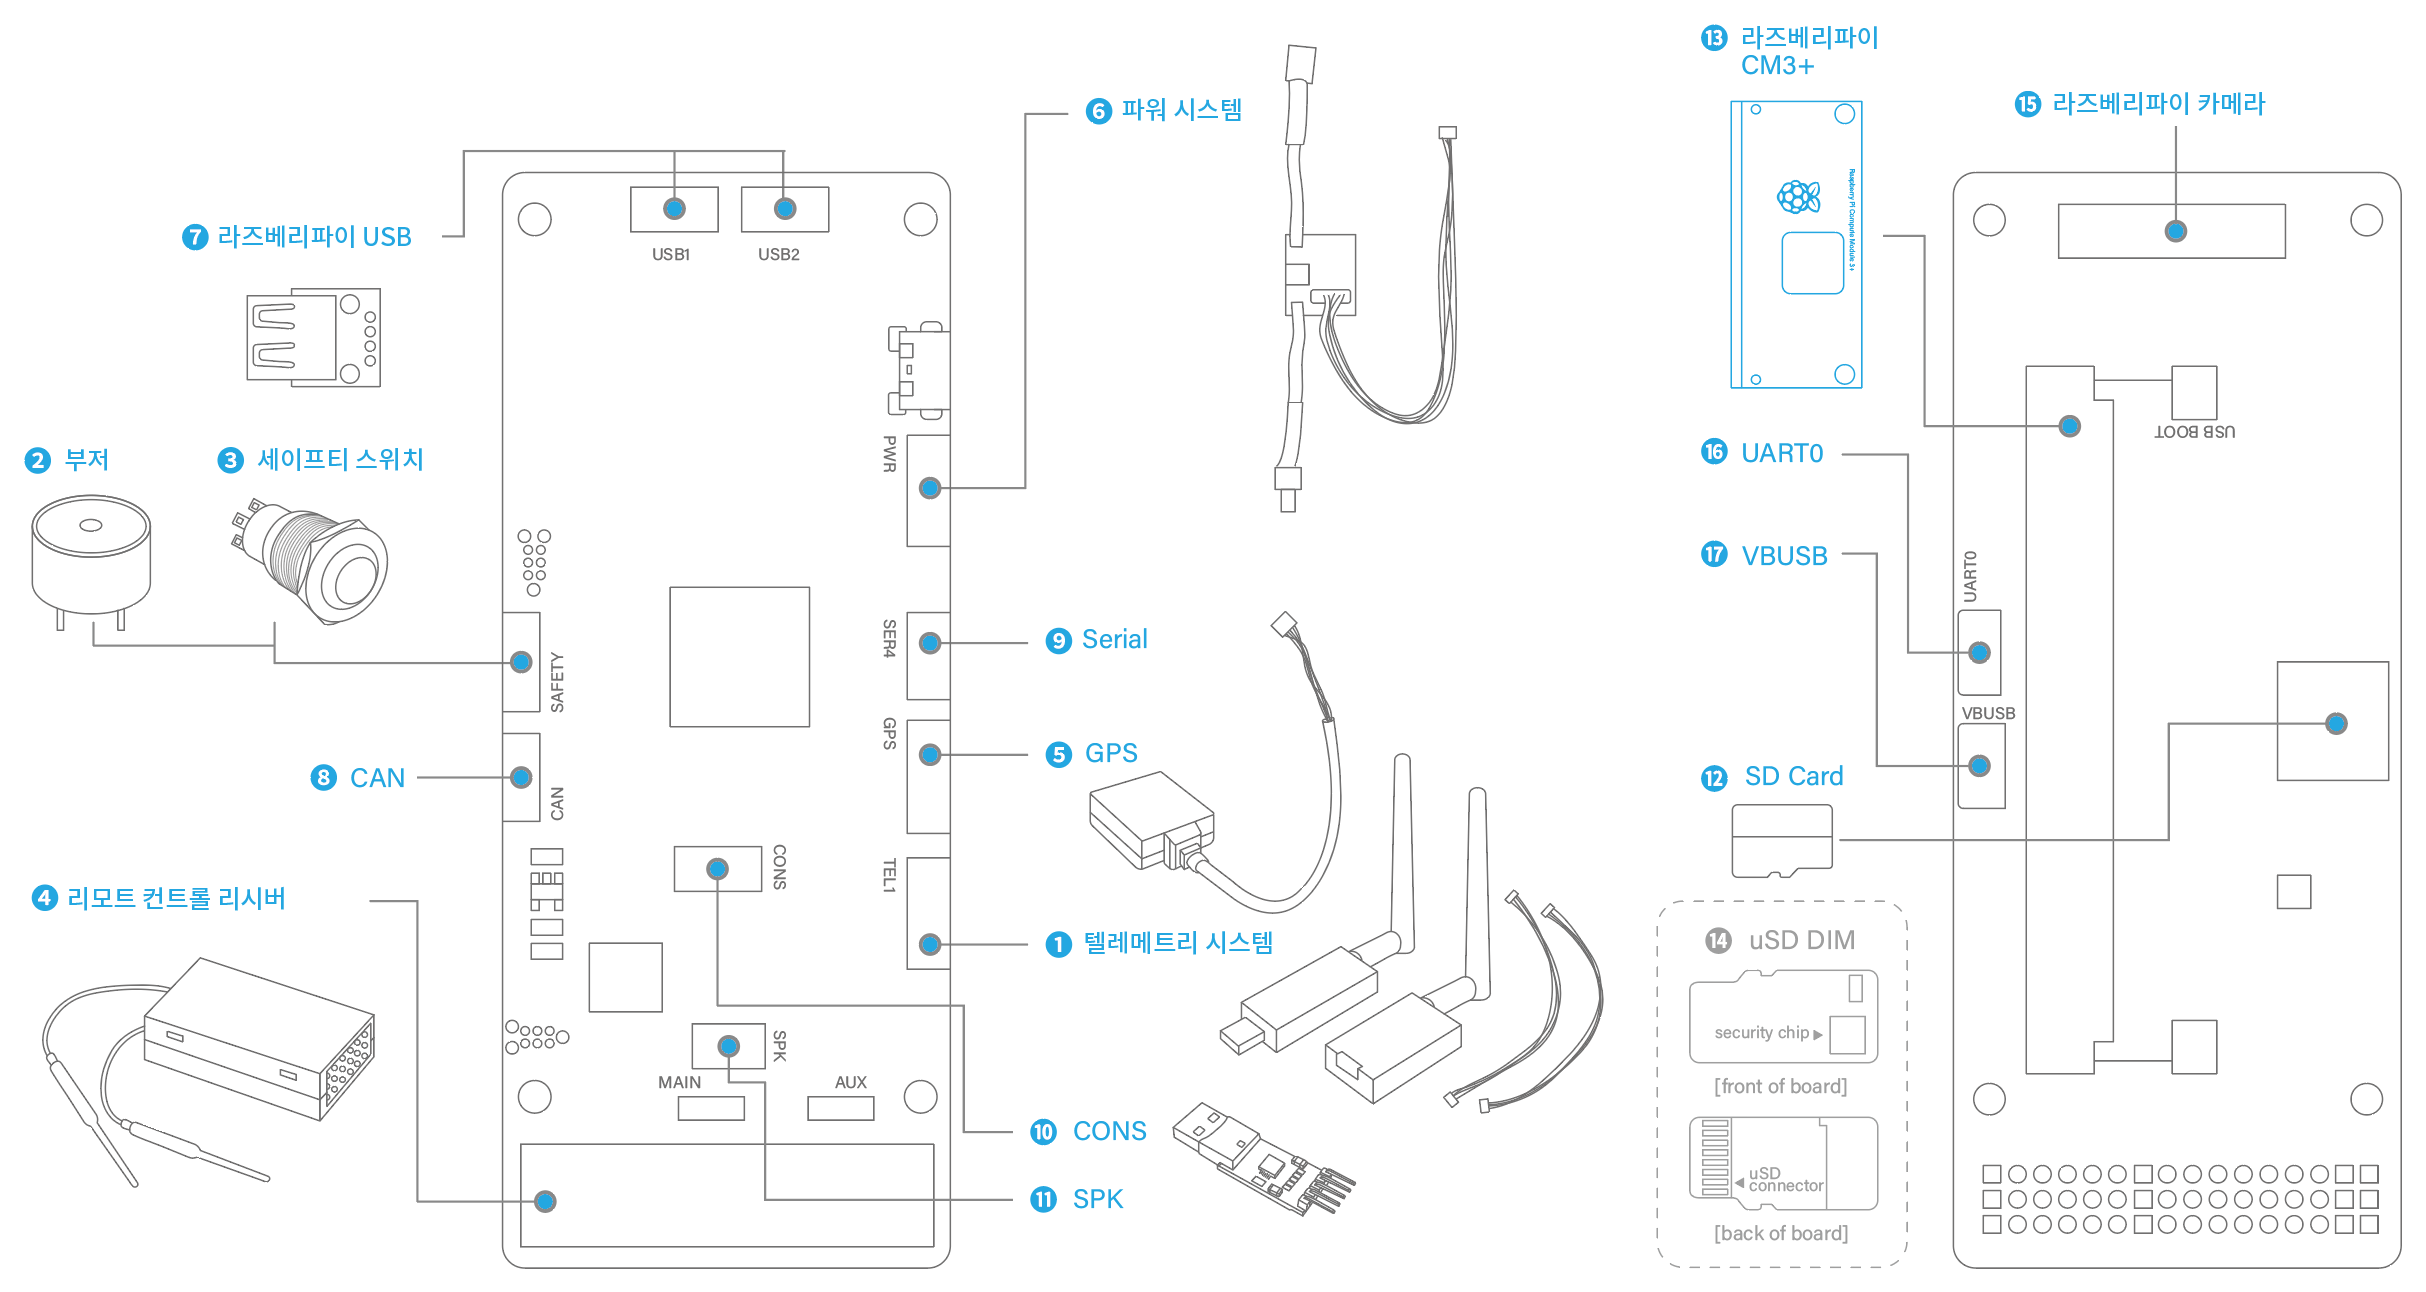 ⑬ 라즈베리파이
CM3+
⑥ 파워 시스템
⑮ 라즈베리파이 카메라
Raspberry Pi Compute Module 3+
⑦ 라즈베리파이 USB
USB1
USB2
PWR
USB BOOT
② 부저
③ 세이프티 스위치
⑯ UART0
⑰ VBUSB
UART0
SER4
⑨ Serial
SAFETY
GPS
⑤ GPS
VBUSB
⑧ CAN
CAN
⑫ SD Card
CONS
TEL1
④ 리모트 컨트롤 리시버
① 텔레메트리 시스템
⑭ uSD DIM
security chip ▶
SPK
MAIN
AUX
[front of board]
⑩ CONS
⑪ SPK
◀ uSD
connector
[back of board]